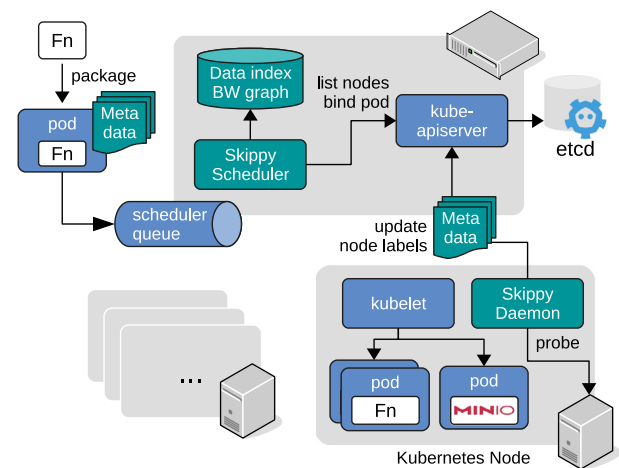 Fn
package
pod
Meta
data
Fn
Data index
BW graph
list nodes
bind pod
kube-
apiserver
Skippy
Scheduler
etcd
scheduler
queue
update
node labels
Meta
data
kubelet
Skippy
Daemon
probe
...
pod
Fn
pod
MINIO
Kubernetes Node